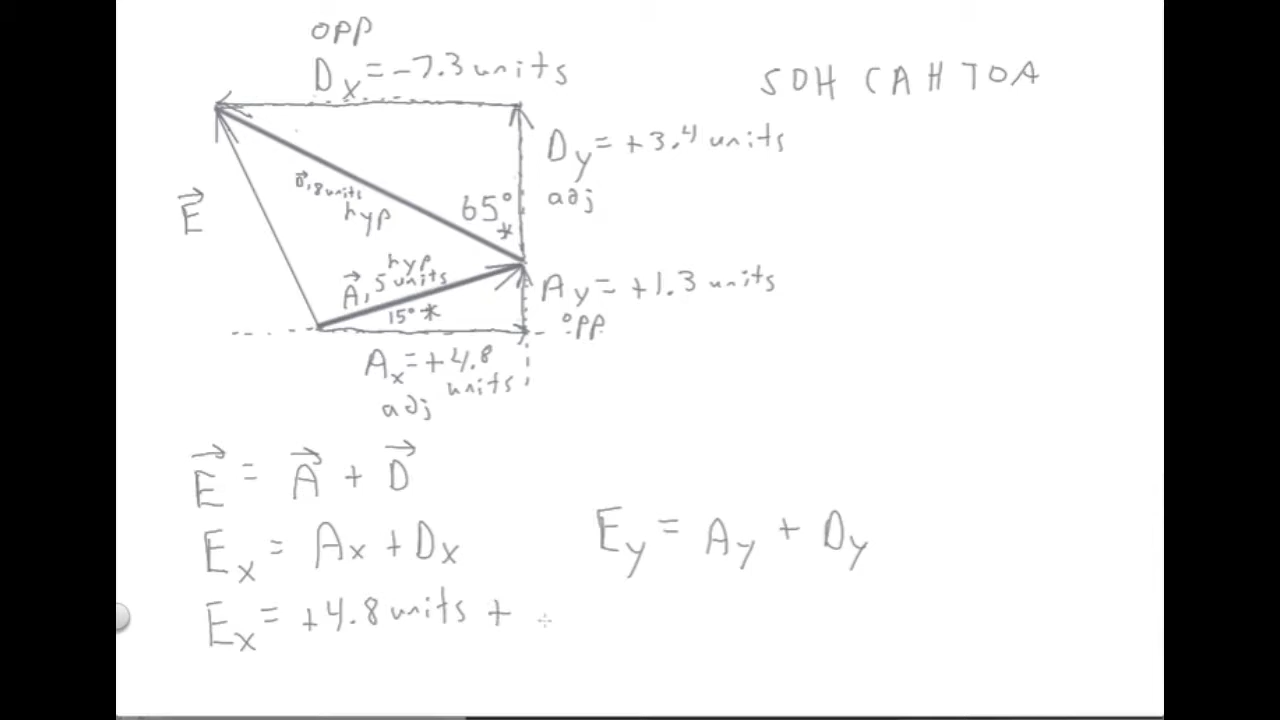 opp
Dx = -7.3 units
SOH CAH TOA
Dy = +3.4 units
adj
D⃗, 8 units
hyp
65° *
E⃗
hyp
A⃗, 5 units
15° *
Ay = +1.3 units
opp
Ax = +4.8
units
adj
E⃗ = A⃗ + D⃗
Ex = Ax + Dx
Ey = Ay + Dy
Ex = +4.8 units +